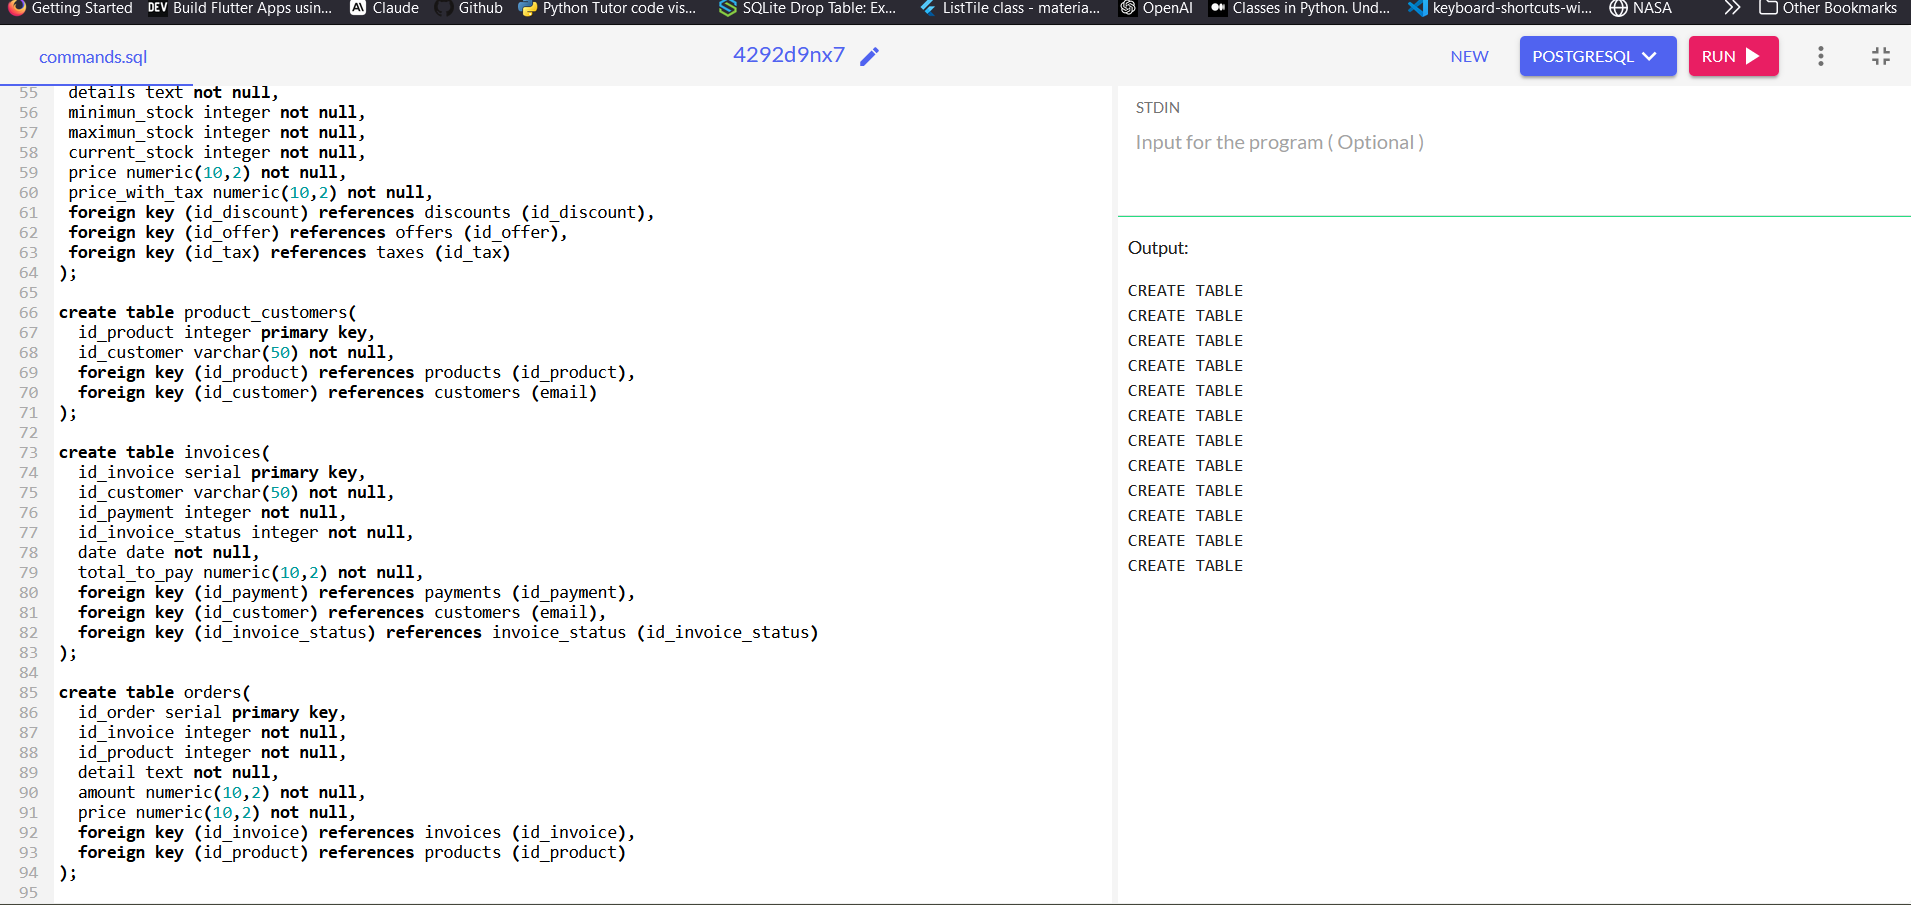 Getting Started DEV Build Flutter Apps usin... AI Claude Github Python Tutor code vis... SQLite Drop Table: Ex... ListTile class - materia... OpenAI Classes in Python. Und... keyboard-shortcuts-wi... NASA Other Bookmarks
commands.sql 4292d9nx7 NEW POSTGRESQL RUN
55 details text not null,
56 minimun_stock integer not null,
57 maximun_stock integer not null,
58 current_stock integer not null,
59 price numeric(10,2) not null,
60 price_with_tax numeric(10,2) not null,
61 foreign key (id_discount) references discounts (id_discount),
62 foreign key (id_offer) references offers (id_offer),
63 foreign key (id_tax) references taxes (id_tax)
64 );
65
66 create table product_customers(
67 id_product integer primary key,
68 id_customer varchar(50) not null,
69 foreign key (id_product) references products (id_product),
70 foreign key (id_customer) references customers (email)
71 );
72
73 create table invoices(
74 id_invoice serial primary key,
75 id_customer varchar(50) not null,
76 id_payment integer not null,
77 id_invoice_status integer not null,
78 date date not null,
79 total_to_pay numeric(10,2) not null,
80 foreign key (id_payment) references payments (id_payment),
81 foreign key (id_customer) references customers (email),
82 foreign key (id_invoice_status) references invoice_status (id_invoice_status)
83 );
84
85 create table orders(
86 id_order serial primary key,
87 id_invoice integer not null,
88 id_product integer not null,
89 detail text not null,
90 amount numeric(10,2) not null,
91 price numeric(10,2) not null,
92 foreign key (id_invoice) references invoices (id_invoice),
93 foreign key (id_product) references products (id_product)
94 );
95
STDIN
Input for the program ( Optional )
Output:
CREATE TABLE
CREATE TABLE
CREATE TABLE
CREATE TABLE
CREATE TABLE
CREATE TABLE
CREATE TABLE
CREATE TABLE
CREATE TABLE
CREATE TABLE
CREATE TABLE
CREATE TABLE